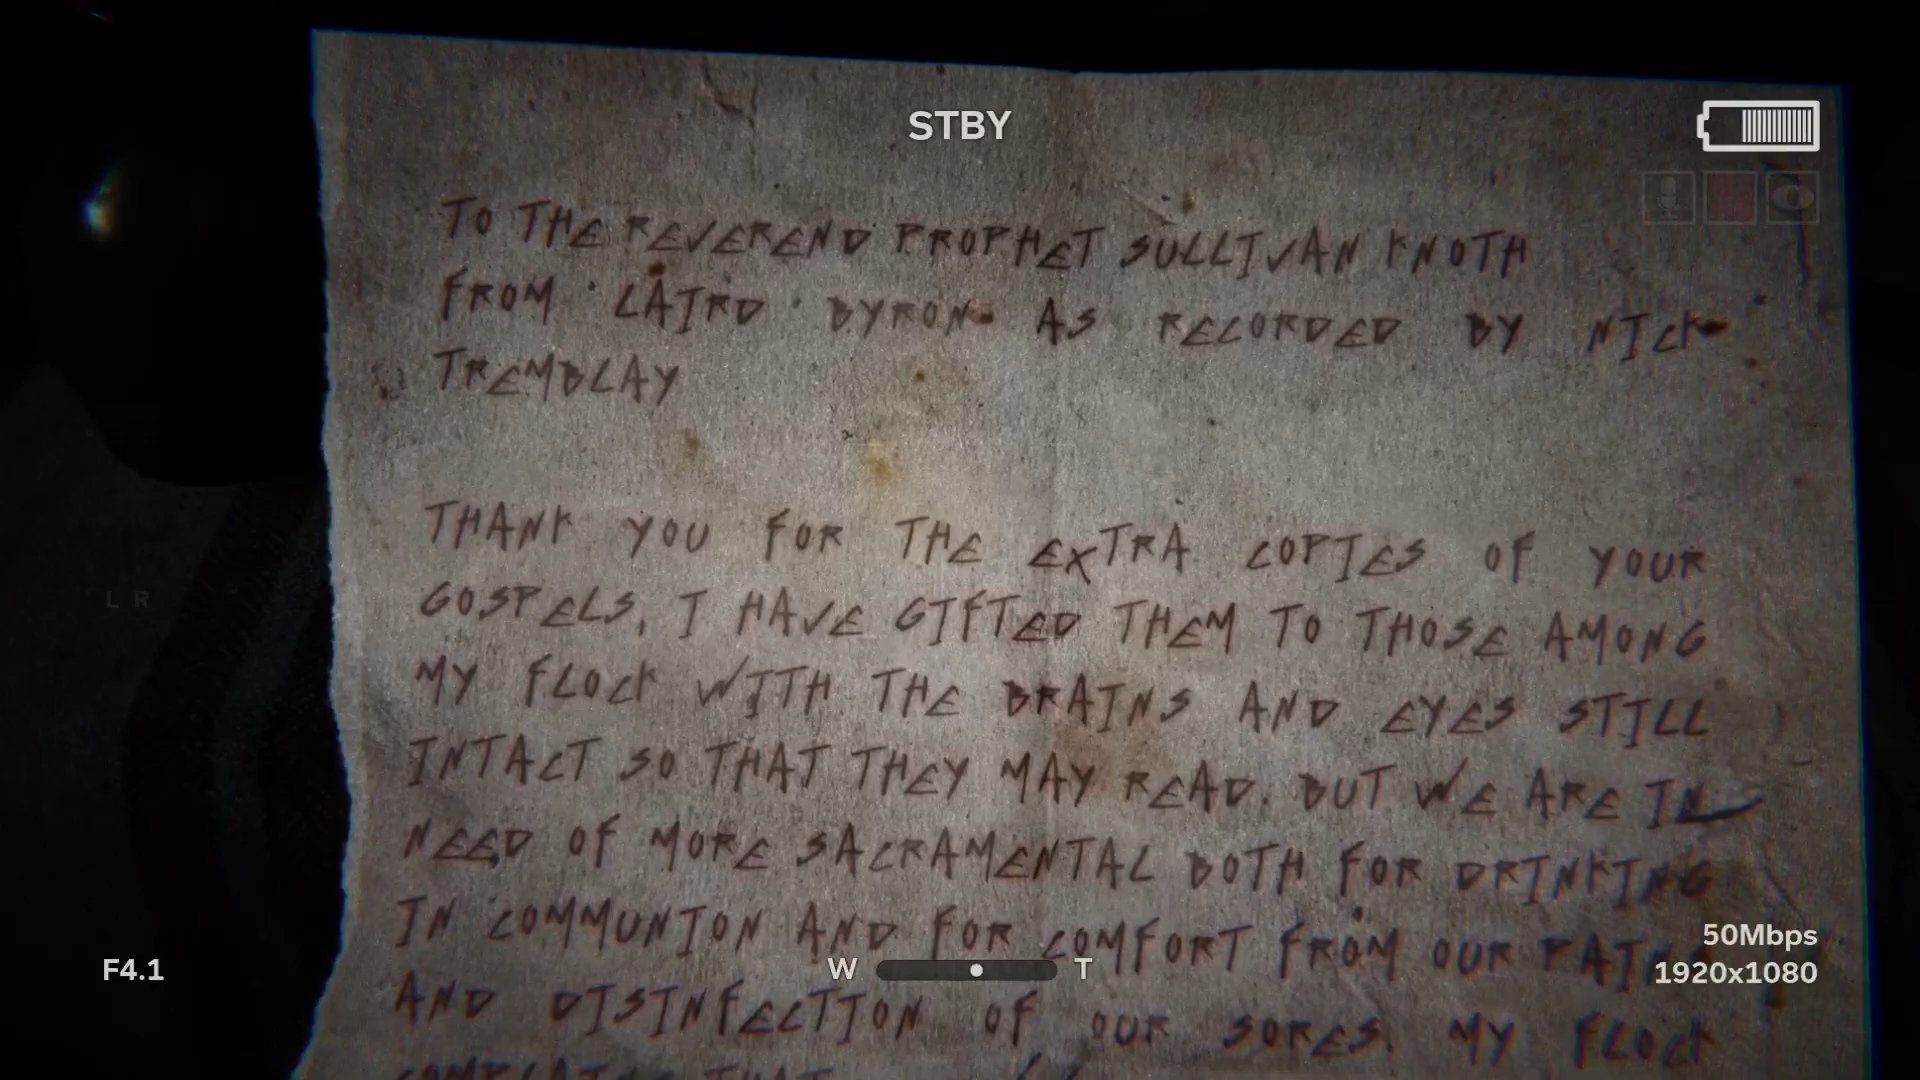 STBY
TO THE REVEREND PROPHET SULLIVAN KNOTH
FROM LAIRD BYRON AS RECORDED BY NICK
TREMBLAY
THANK YOU FOR THE EXTRA COPIES OF YOUR
GOSPELS, I HAVE GIFTED THEM TO THOSE AMONG
MY FLOCK WITH THE BRAINS AND EYES STILL
INTACT SO THAT THEY MAY READ. BUT WE ARE IN
NEED OF MORE SACRAMENTAL BOTH FOR DRINKING
IN COMMUNION AND FOR COMFORT FROM OUR PAIN
AND DISINFECTION OF OUR SORES. MY FLOCK
THAT
L R
F4.1
W T
50Mbps
1920x1080